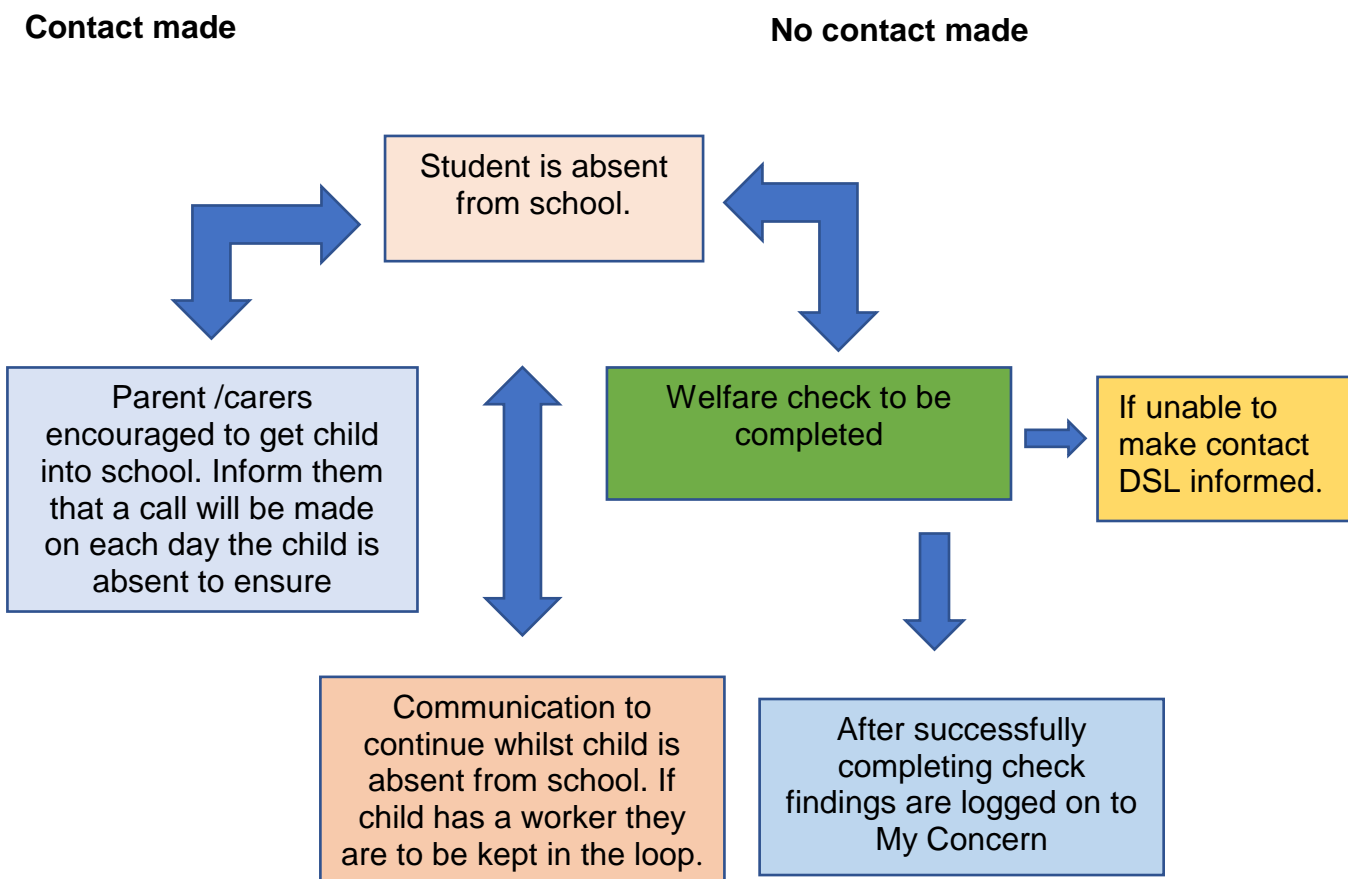 Contact made
No contact made
Student is absent
from school.
Parent /carers
encouraged to get child
into school. Inform them
that a call will be made
on each day the child is
absent to ensure
Welfare check to be
completed
If unable to
make contact
DSL informed.
Communication to
continue whilst child is
absent from school. If
child has a worker they
are to be kept in the loop.
After successfully
completing check
findings are logged on to
My Concern